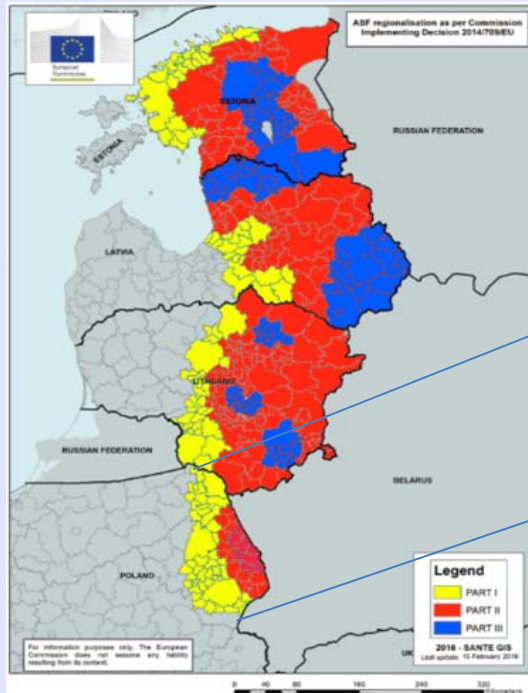 European
Commission
ASF regionalisation as per Commission
Implementing Decision 2014/709/EU
ESTONIA
ESTONIA
RUSSIAN FEDERATION
LATVIA
LITHUANIA
RUSSIAN FEDERATION
BELARUS
POLAND
Legend
PART I
PART II
PART III
2016 - SANTE GIS
Last update: 15 February 2016
For information purposes only. The European
Commission does not assume any liability
resulting from its content.
UK
0 40 80 160 240 320